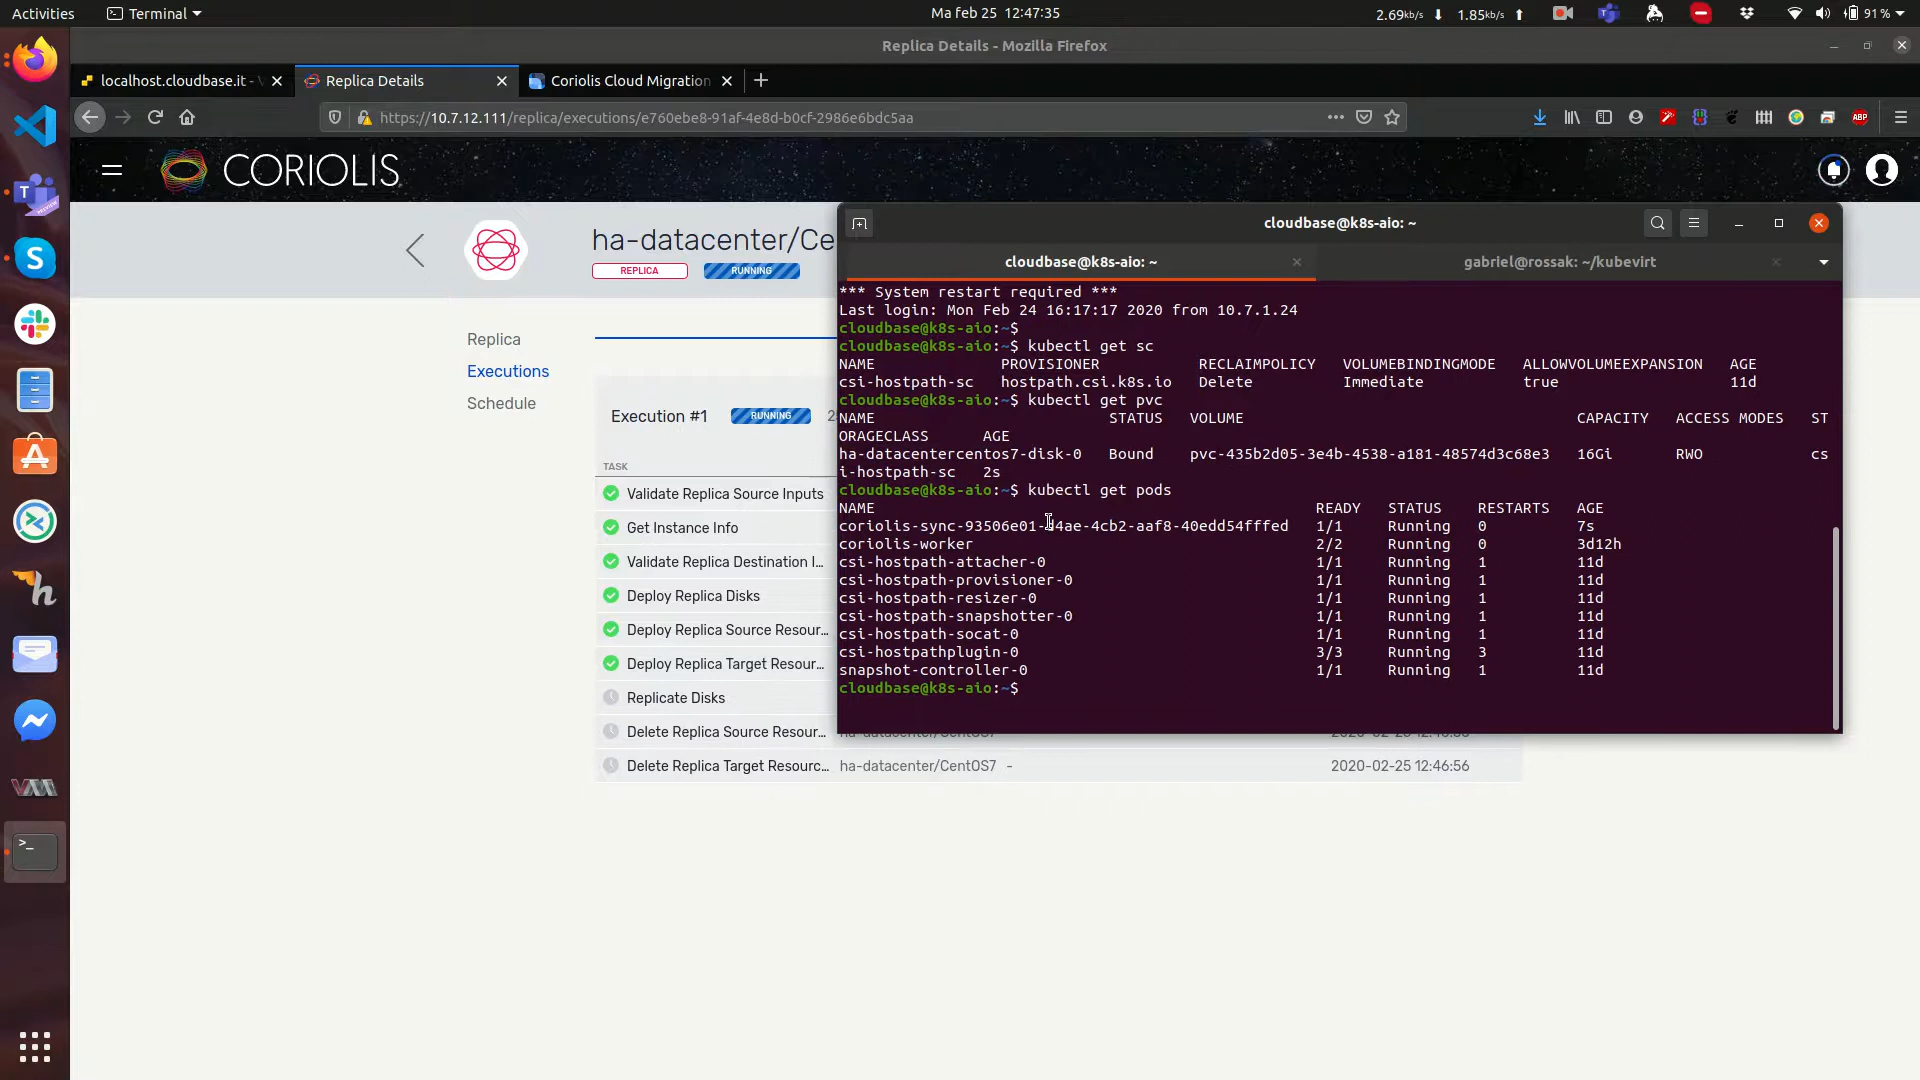 Activities
Terminal
Ma feb 25 12:47:35
2.69kb/s
1.85kb/s
91 %
Replica Details - Mozilla Firefox
localhost.cloudbase.it -
Replica Details
Coriolis Cloud Migration
https://10.7.12.111/replica/executions/e760ebe8-91af-4e8d-b0cf-2986e6bdc5aa
ABP
CORIOLIS
ha-datacenter/Ce
REPLICA
RUNNING
Replica
Executions
Schedule
Execution #1
RUNNING
TASK
Validate Replica Source Inputs
Get Instance Info
Validate Replica Destination I...
Deploy Replica Disks
Deploy Replica Source Resour...
Deploy Replica Target Resour...
Replicate Disks
Delete Replica Source Resour...
Delete Replica Target Resourc...
ha-datacenter/CentOS7
-
2020-02-25 12:46:56
cloudbase@k8s-aio: ~
cloudbase@k8s-aio: ~
gabriel@rossak: ~/kubevirt
*** System restart required ***
Last login: Mon Feb 24 16:17:17 2020 from 10.7.1.24
cloudbase@k8s-aio:~$
cloudbase@k8s-aio:~$ kubectl get sc
NAME PROVISIONER RECLAIMPOLICY VOLUMEBINDINGMODE ALLOWVOLUMEEXPANSION AGE
csi-hostpath-sc hostpath.csi.k8s.io Delete Immediate true 11d
cloudbase@k8s-aio:~$ kubectl get pvc
NAME STATUS VOLUME CAPACITY ACCESS MODES ST
ORAGECLASS AGE
ha-datacentercentos7-disk-0 Bound pvc-435b2d05-3e4b-4538-a181-48574d3c68e3 16Gi RWO cs
i-hostpath-sc 2s
cloudbase@k8s-aio:~$ kubectl get pods
NAME READY STATUS RESTARTS AGE
coriolis-sync-93506e01-d4ae-4cb2-aaf8-40edd54fffed 1/1 Running 0 7s
coriolis-worker 2/2 Running 0 3d12h
csi-hostpath-attacher-0 1/1 Running 1 11d
csi-hostpath-provisioner-0 1/1 Running 1 11d
csi-hostpath-resizer-0 1/1 Running 1 11d
csi-hostpath-snapshotter-0 1/1 Running 1 11d
csi-hostpath-socat-0 1/1 Running 1 11d
csi-hostpathplugin-0 3/3 Running 3 11d
snapshot-controller-0 1/1 Running 1 11d
cloudbase@k8s-aio:~$